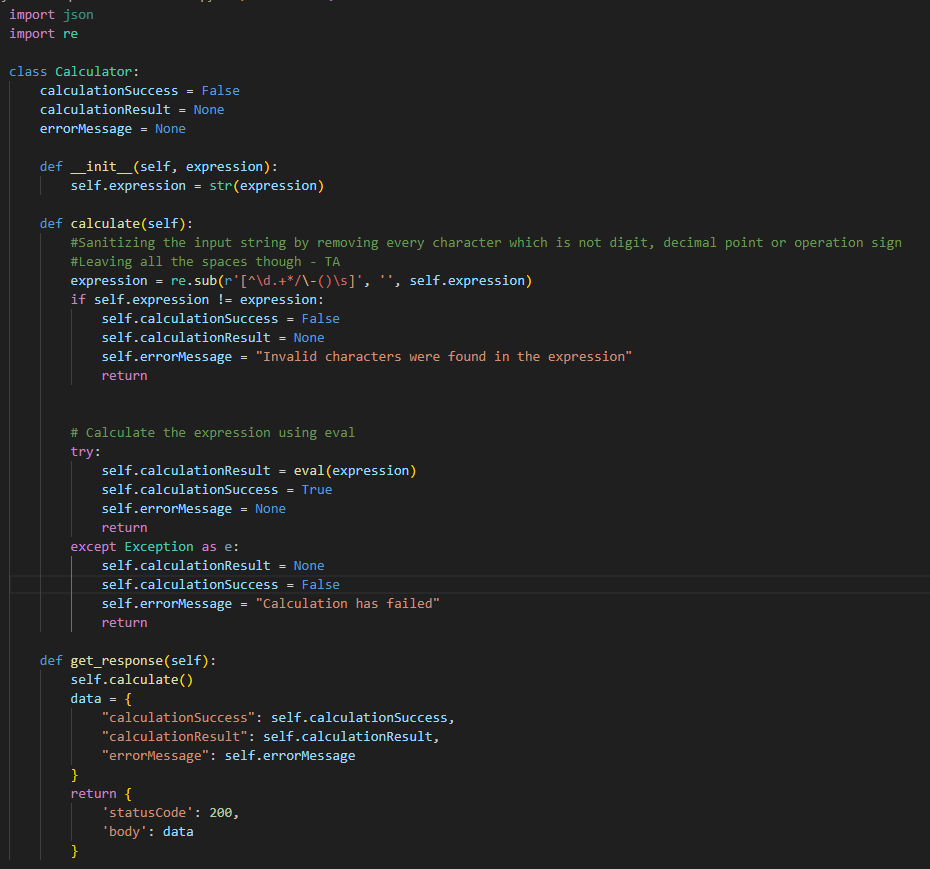 import json
import re

class Calculator:
    calculationSuccess = False
    calculationResult = None
    errorMessage = None

    def __init__(self, expression):
        self.expression = str(expression)

    def calculate(self):
        #Sanitizing the input string by removing every character which is not digit, decimal point or operation sign
        #Leaving all the spaces though - TA
        expression = re.sub(r'[^\d.+*/\-()\s]', '', self.expression)
        if self.expression != expression:
            self.calculationSuccess = False
            self.calculationResult = None
            self.errorMessage = "Invalid characters were found in the expression"
            return


        # Calculate the expression using eval
        try:
            self.calculationResult = eval(expression)
            self.calculationSuccess = True
            self.errorMessage = None
            return
        except Exception as e:
            self.calculationResult = None
            self.calculationSuccess = False
            self.errorMessage = "Calculation has failed"
            return

    def get_response(self):
        self.calculate()
        data = {
            "calculationSuccess": self.calculationSuccess,
            "calculationResult": self.calculationResult,
            "errorMessage": self.errorMessage
        }
        return {
            'statusCode': 200,
            'body': data
        }